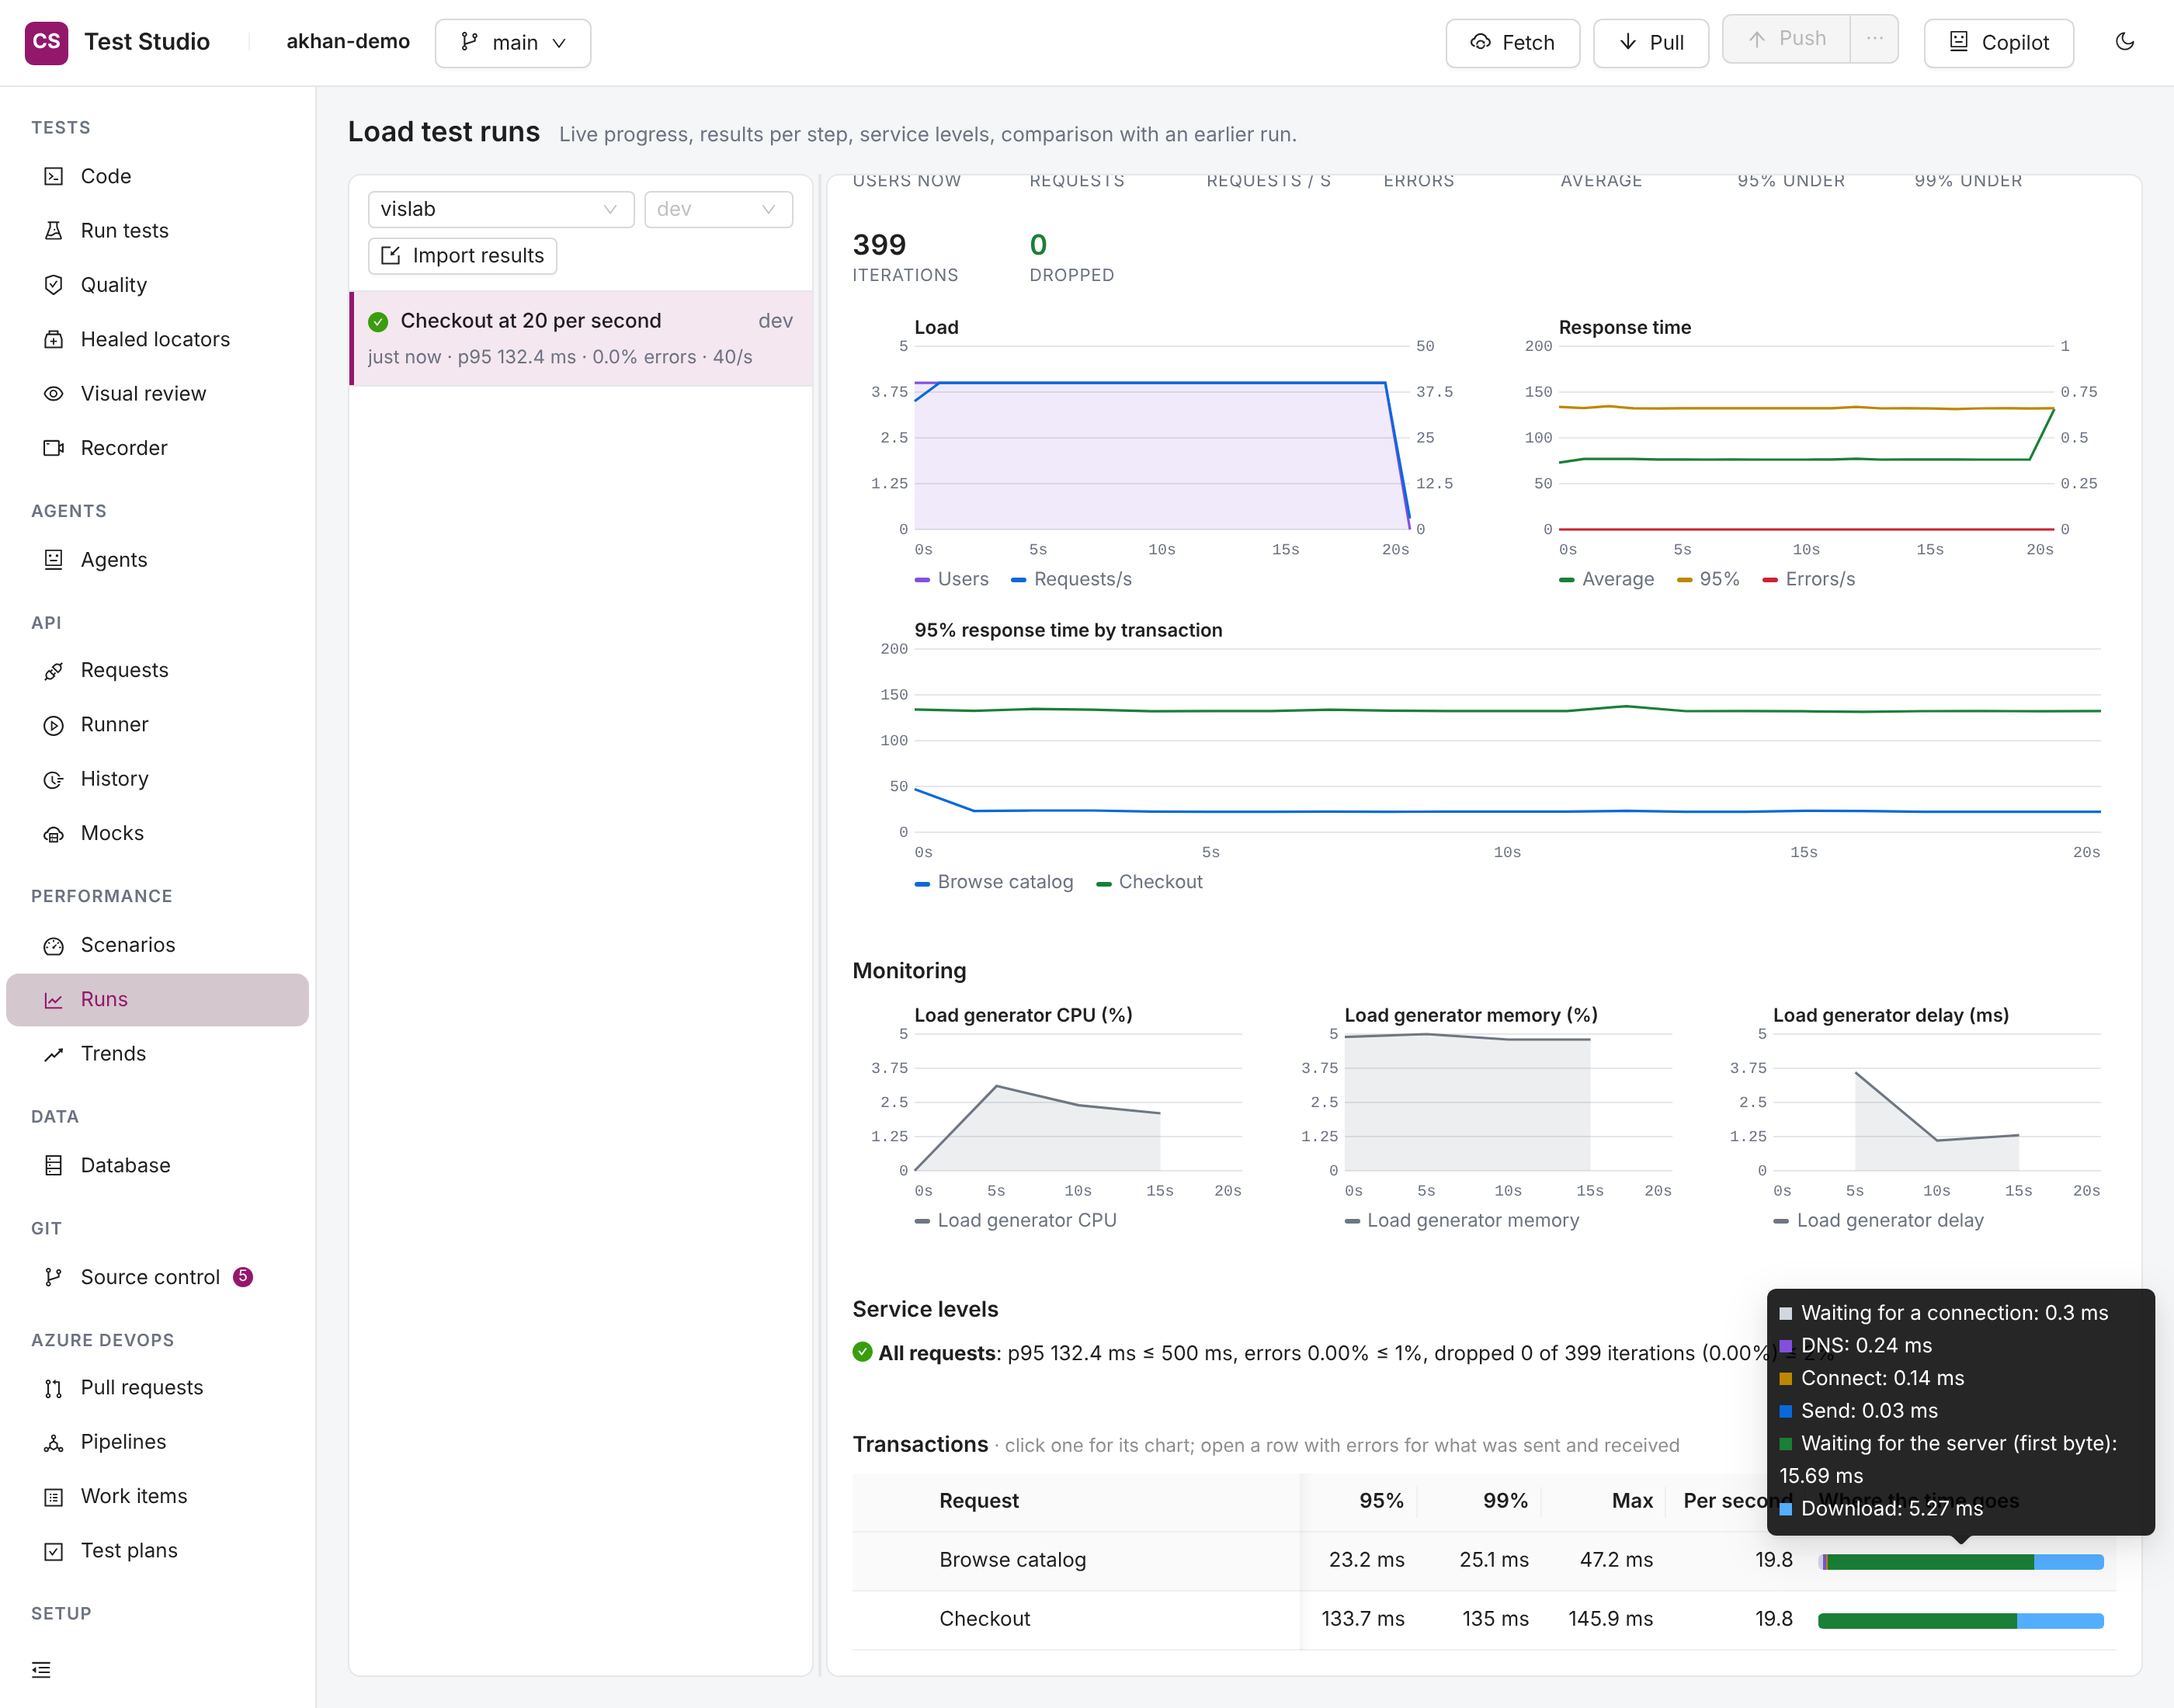 CS Test Studio akhan-demo main Fetch Pull Push ··· Copilot
TESTS
Code
Run tests
Quality
Healed locators
Visual review
Recorder
AGENTS
Agents
API
Requests
Runner
History
Mocks
PERFORMANCE
Scenarios
Runs
Trends
DATA
Database
GIT
Source control 5
AZURE DEVOPS
Pull requests
Pipelines
Work items
Test plans
SETUP
Load test runs Live progress, results per step, service levels, comparison with an earlier run.
vislab dev
Import results
Checkout at 20 per second dev
just now · p95 132.4 ms · 0.0% errors · 40/s
USERS NOW REQUESTS REQUESTS / S ERRORS AVERAGE 95% UNDER 99% UNDER
399 0
ITERATIONS DROPPED
Load
5 50
3.75 37.5
2.5 25
1.25 12.5
0 0
0s 5s 10s 15s 20s
Users Requests/s
Response time
200 1
150 0.75
100 0.5
50 0.25
0 0
0s 5s 10s 15s 20s
Average 95% Errors/s
95% response time by transaction
200
150
100
50
0
0s 5s 10s 15s 20s
Browse catalog Checkout
Monitoring
Load generator CPU (%)
5
3.75
2.5
1.25
0
0s 5s 10s 15s 20s
Load generator CPU
Load generator memory (%)
5
3.75
2.5
1.25
0
0s 5s 10s 15s 20s
Load generator memory
Load generator delay (ms)
5
3.75
2.5
1.25
0
0s 5s 10s 15s 20s
Load generator delay
Service levels
All requests: p95 132.4 ms ≤ 500 ms, errors 0.00% ≤ 1%, dropped 0 of 399 iterations (0.00%) ≤ 2%
Waiting for a connection: 0.3 ms
DNS: 0.24 ms
Connect: 0.14 ms
Send: 0.03 ms
Waiting for the server (first byte):
15.69 ms
Download: 5.27 ms
Transactions · click one for its chart; open a row with errors for what was sent and received
Request 95% 99% Max Per second Where the time goes
Browse catalog 23.2 ms 25.1 ms 47.2 ms 19.8
Checkout 133.7 ms 135 ms 145.9 ms 19.8